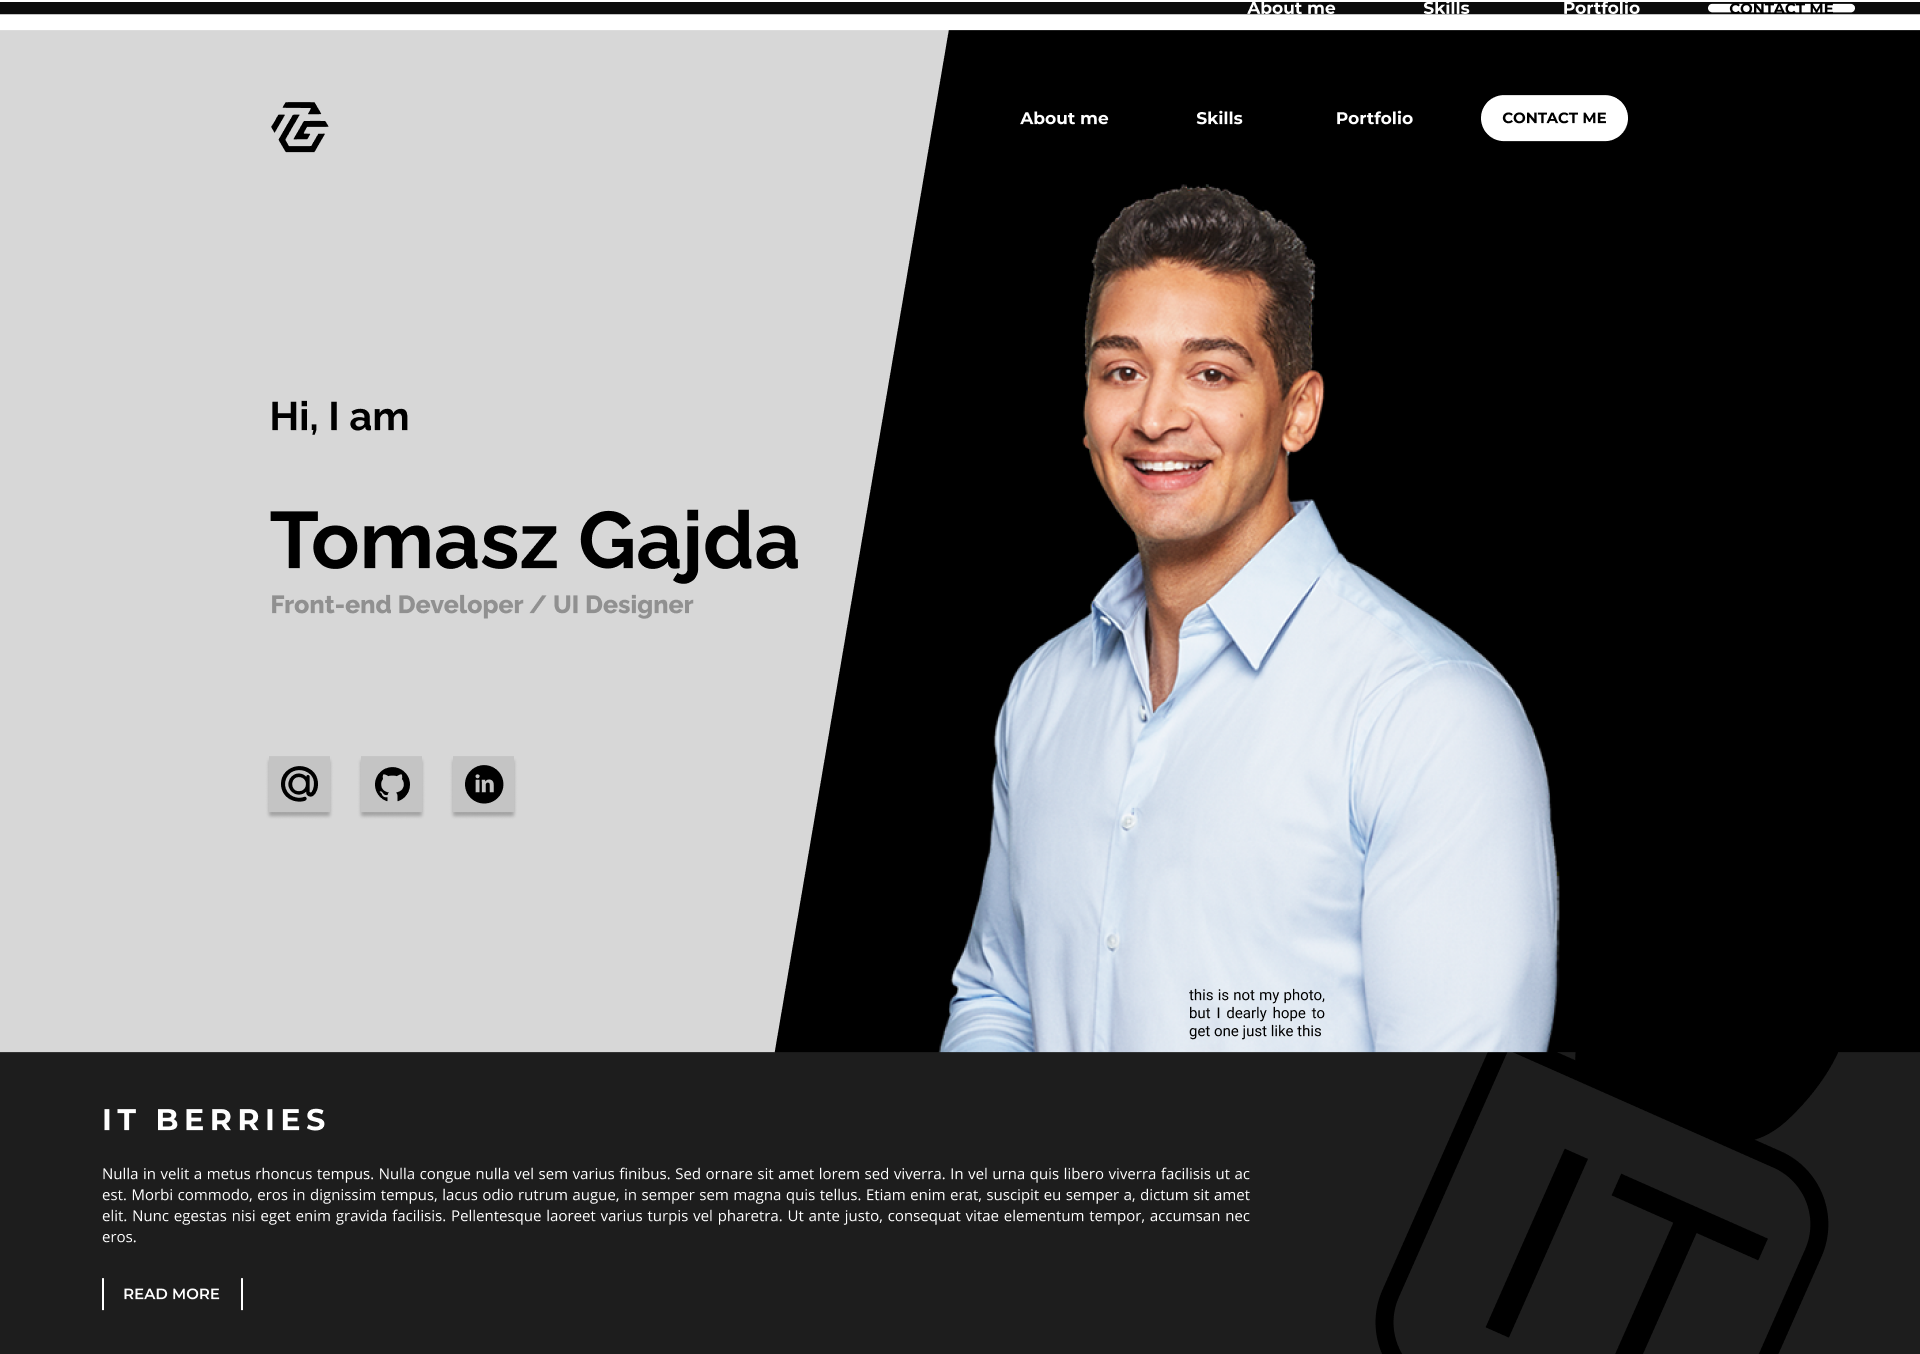 About me Skills Portfolio CONTACT ME
About me Skills Portfolio CONTACT ME
Hi, I am
Tomasz Gajda
Front-end Developer / UI Designer
in
this is not my photo,
but I dearly hope to
get one just like this
IT BERRIES
Nulla in velit a metus rhoncus tempus. Nulla congue nulla vel sem varius finibus. Sed ornare sit amet lorem sed viverra. In vel urna quis libero viverra facilisis ut ac
est. Morbi commodo, eros in dignissim tempus, lacus odio rutrum augue, in semper sem magna quis tellus. Etiam enim erat, suscipit eu semper a, dictum sit amet
elit. Nunc egestas nisi eget enim gravida facilisis. Pellentesque laoreet varius turpis vel pharetra. Ut ante justo, consequat vitae elementum tempor, accumsan nec
eros.
READ MORE
IT